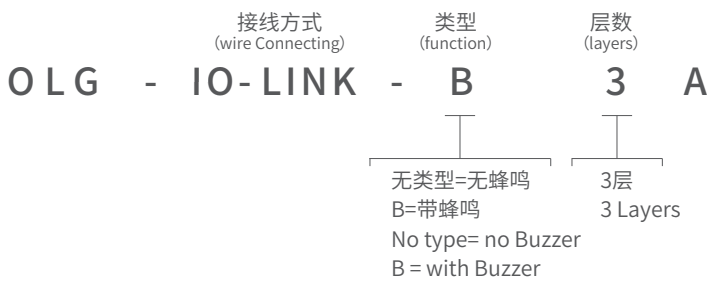 接线方式 类型 层数
(wire Connecting) (function) (layers)
OLG - IO-LINK - B 3 A
无类型=无蜂鸣 3层
B=带蜂鸣 3 Layers
No type= no Buzzer
B = with Buzzer